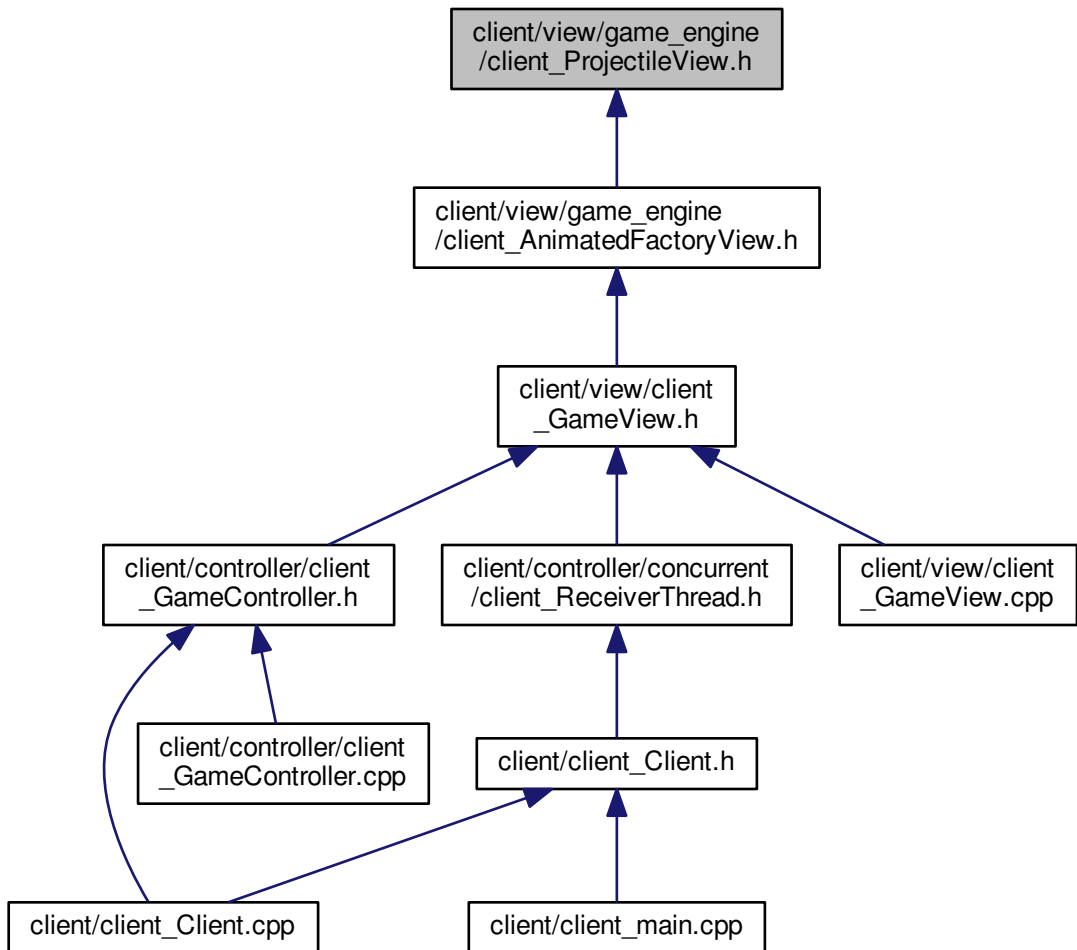 client/view/game_engine
/client_ProjectileView.h
client/view/game_engine
/client_AnimatedFactoryView.h
client/view/client
_GameView.h
client/controller/client
_GameController.h
client/controller/concurrent
/client_ReceiverThread.h
client/view/client
_GameView.cpp
client/controller/client
_GameController.cpp
client/client_Client.h
client/client_Client.cpp
client/client_main.cpp